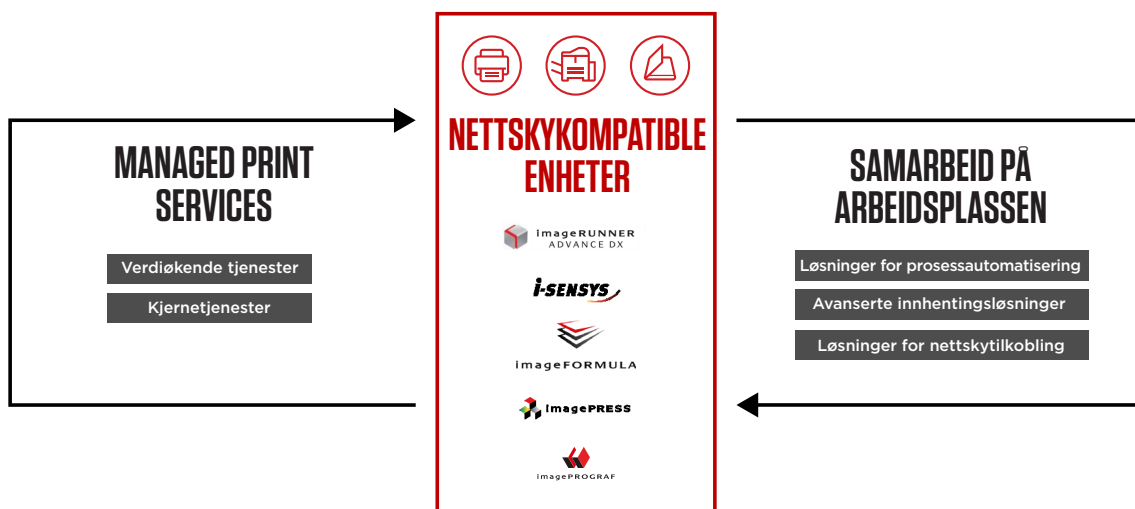 MANAGED PRINT
SERVICES
Verdiøkende tjenester
Kjernetjenester
NETTSKYKOMPATIBLE
ENHETER
imageRUNNER
ADVANCE DX
i-SENSYS
imageFORMULA
imagePRESS
imagePROGRAF
SAMARBEID PÅ
ARBEIDSPLASSEN
Løsninger for prosessautomatisering
Avanserte innhentingsløsninger
Løsninger for nettskytilkobling